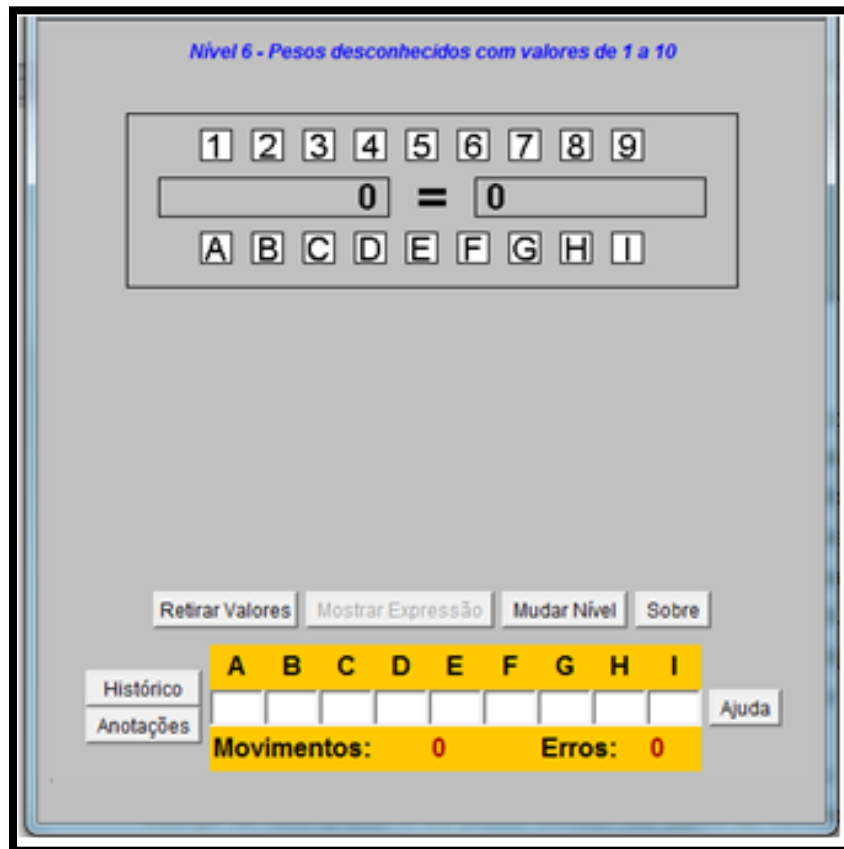 Nível 6 - Pesos desconhecidos com valores de 1 a 10
1 2 3 4 5 6 7 8 9
0 = 0
A B C D E F G H I
Retirar Valores Mostrar Expressão Mudar Nível Sobre
A B C D E F G H I
Histórico
Ajuda
Anotações
Movimentos: 0 Erros: 0